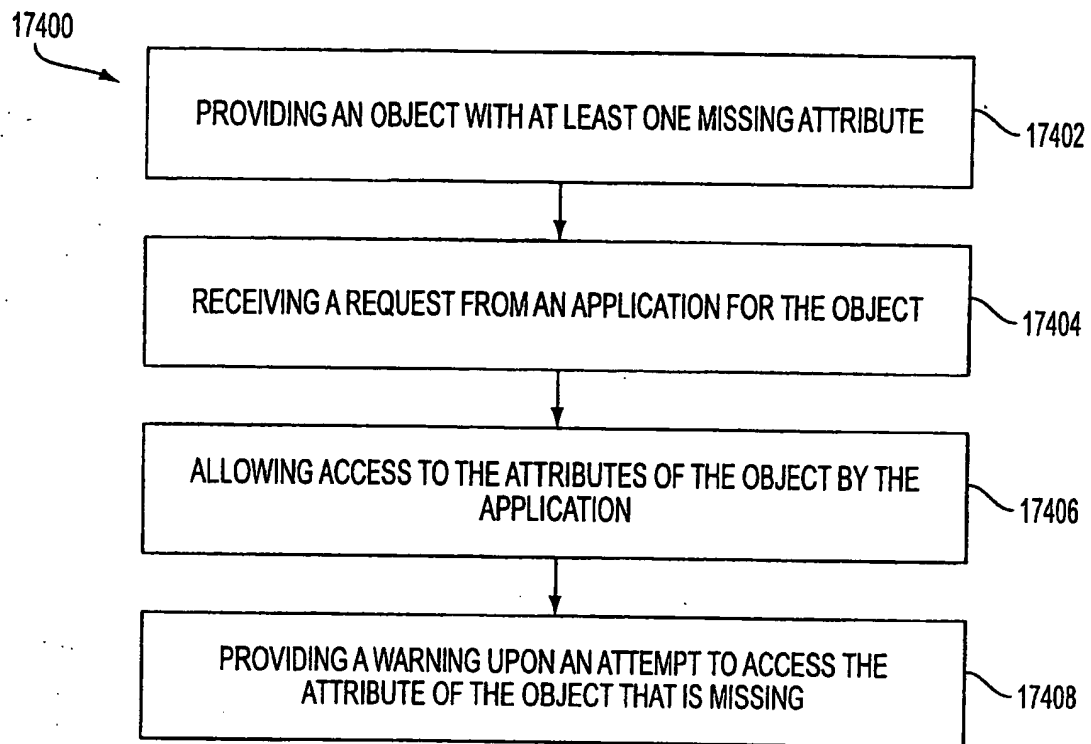 17400
PROVIDING AN OBJECT WITH AT LEAST ONE MISSING ATTRIBUTE
17402
RECEIVING A REQUEST FROM AN APPLICATION FOR THE OBJECT
17404
ALLOWING ACCESS TO THE ATTRIBUTES OF THE OBJECT BY THE
APPLICATION
17406
PROVIDING A WARNING UPON AN ATTEMPT TO ACCESS THE
ATTRIBUTE OF THE OBJECT THAT IS MISSING
17408